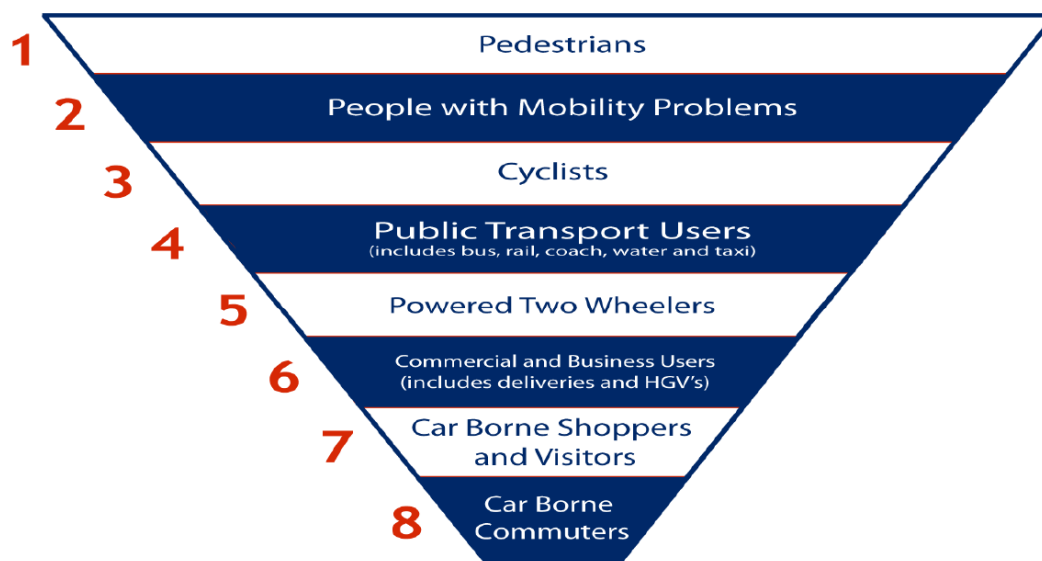 1
Pedestrians
2
People with Mobility Problems
3
Cyclists
4
Public Transport Users
(includes bus, rail, coach, water and taxi)
5
Powered Two Wheelers
6
Commercial and Business Users
(includes deliveries and HGV's)
7
Car Borne Shoppers
and Visitors
8
Car Borne
Commuters